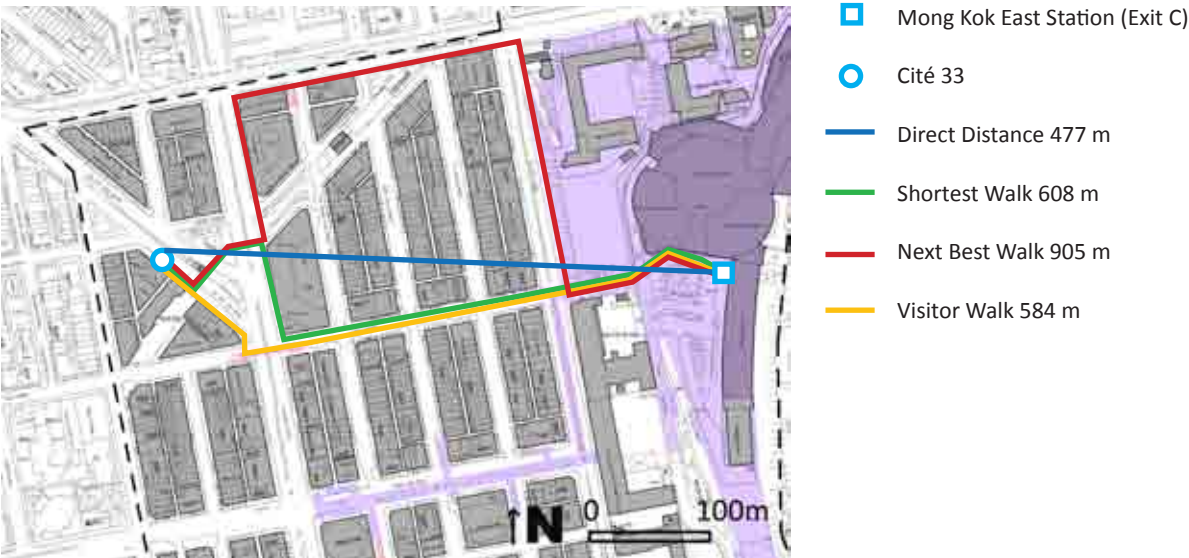 Mong Kok East Station (Exit C)
Cité 33
Direct Distance 477 m
Shortest Walk 608 m
Next Best Walk 905 m
Visitor Walk 584 m
N 0 100m